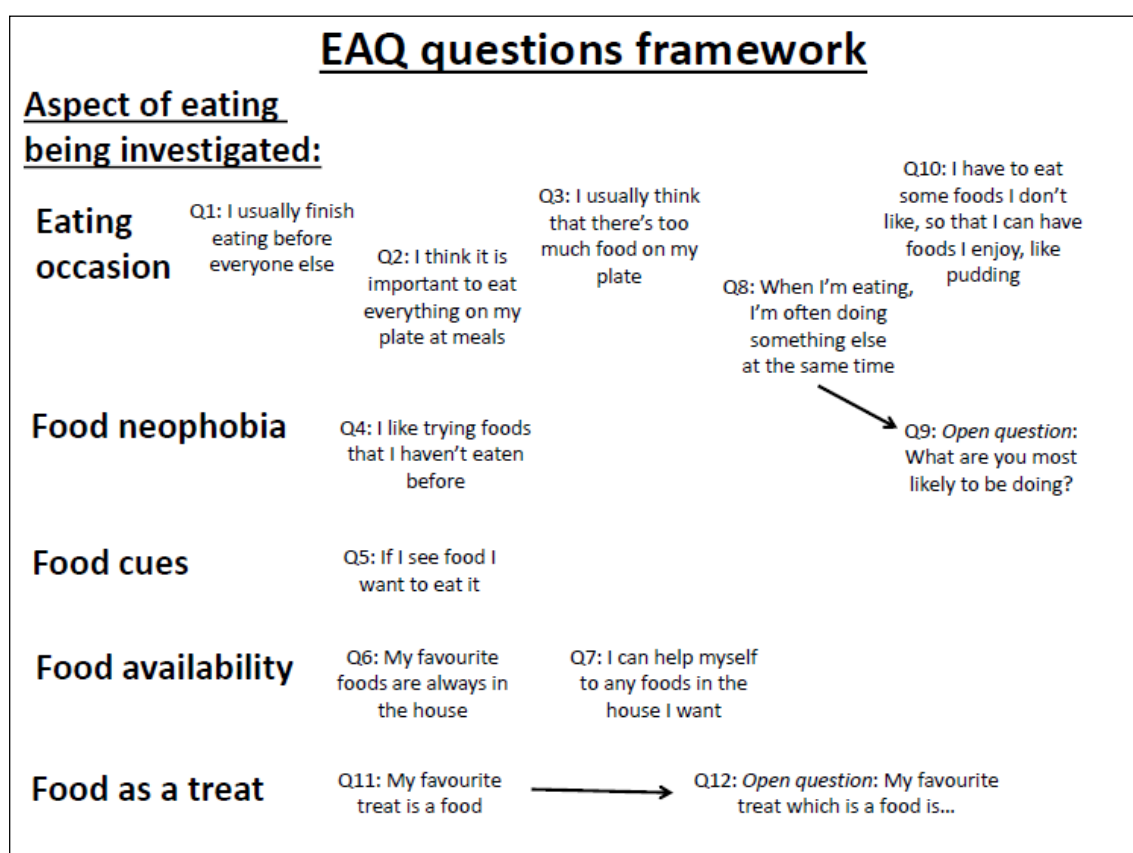 EAQ questions framework
Aspect of eating
being investigated:
Eating
occasion
Q1: I usually finish
eating before
everyone else
Q2: I think it is
important to eat
everything on my
plate at meals
Q3: I usually think
that there's too
much food on my
plate
Q8: When I'm eating,
I'm often doing
something else
at the same time
Q10: I have to eat
some foods I don't
like, so that I can have
foods I enjoy, like
pudding
Q9: Open question:
What are you most
likely to be doing?
Food neophobia
Q4: I like trying foods
that I haven't eaten
before
Food cues
Q5: If I see food I
want to eat it
Food availability
Q6: My favourite
foods are always in
the house
Q7: I can help myself
to any foods in the
house I want
Food as a treat
Q11: My favourite
treat is a food
Q12: Open question: My favourite
treat which is a food is...